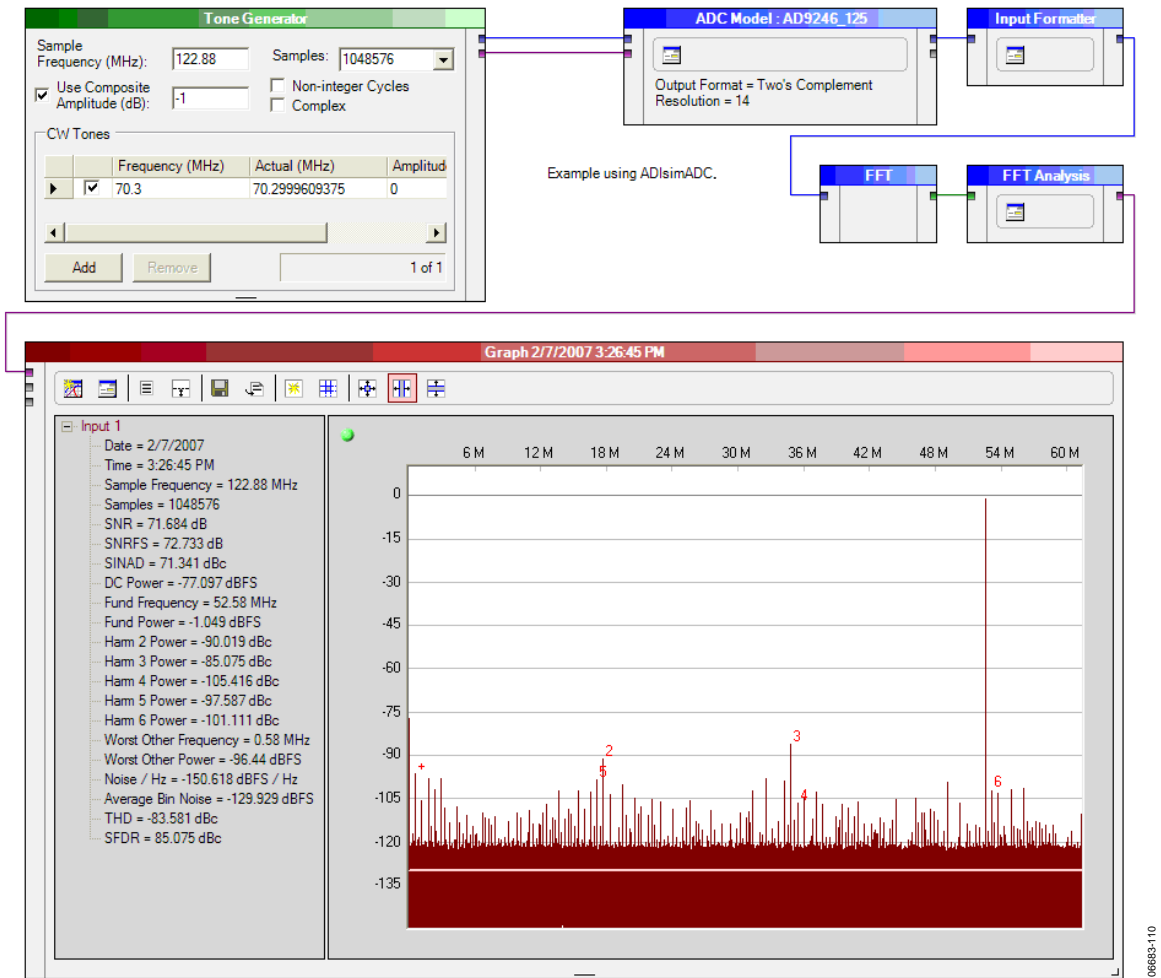 Tone Generator
Sample
Frequency (MHz): 122.88 Samples: 1048576
Use Composite
Amplitude (dB): -1
Non-integer Cycles
Complex
CW Tones
Frequency (MHz) Actual (MHz) Amplitud
70.3 70.2999609375 0
Add Remove 1 of 1
ADC Model : AD9246_125
Output Format = Two's Complement
Resolution = 14
Input Formatter
Example using ADIsimADC.
FFT
FFT Analysis
Graph 2/7/2007 3:26:45 PM
Input 1
Date = 2/7/2007
Time = 3:26:45 PM
Sample Frequency = 122.88 MHz
Samples = 1048576
SNR = 71.684 dB
SNRFS = 72.733 dB
SINAD = 71.341 dBc
DC Power = -77.097 dBFS
Fund Frequency = 52.58 MHz
Fund Power = -1.049 dBFS
Harm 2 Power = -90.019 dBc
Harm 3 Power = -85.075 dBc
Harm 4 Power = -105.416 dBc
Harm 5 Power = -97.587 dBc
Harm 6 Power = -101.111 dBc
Worst Other Frequency = 0.58 MHz
Worst Other Power = -96.44 dBFS
Noise / Hz = -150.618 dBFS / Hz
Average Bin Noise = -129.929 dBFS
THD = -83.581 dBc
SFDR = 85.075 dBc
6 M 12 M 18 M 24 M 30 M 36 M 42 M 48 M 54 M 60 M
0
-15
-30
-45
-60
-75
-90
-105
-120
-135
+
2
5
3
4
6
06683-110